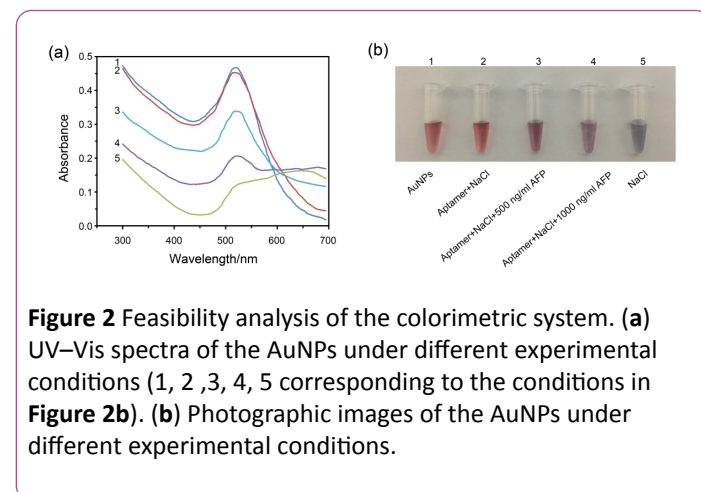 (a)
0.5
0.4
0.3
0.2
0.1
0.0
Absorbance
1
2
3
4
5
300
400
500
600
700
Wavelength/nm
(b)
1
2
3
4
5
AuNPs
Aptamer+NaCl
Aptamer+NaCl+500 ng/ml AFP
Aptamer+NaCl+1000 ng/ml AFP
NaCl
Figure 2 Feasibility analysis of the colorimetric system. (a)
UV–Vis spectra of the AuNPs under different experimental
conditions (1, 2 ,3, 4, 5 corresponding to the conditions in
Figure 2b). (b) Photographic images of the AuNPs under
different experimental conditions.